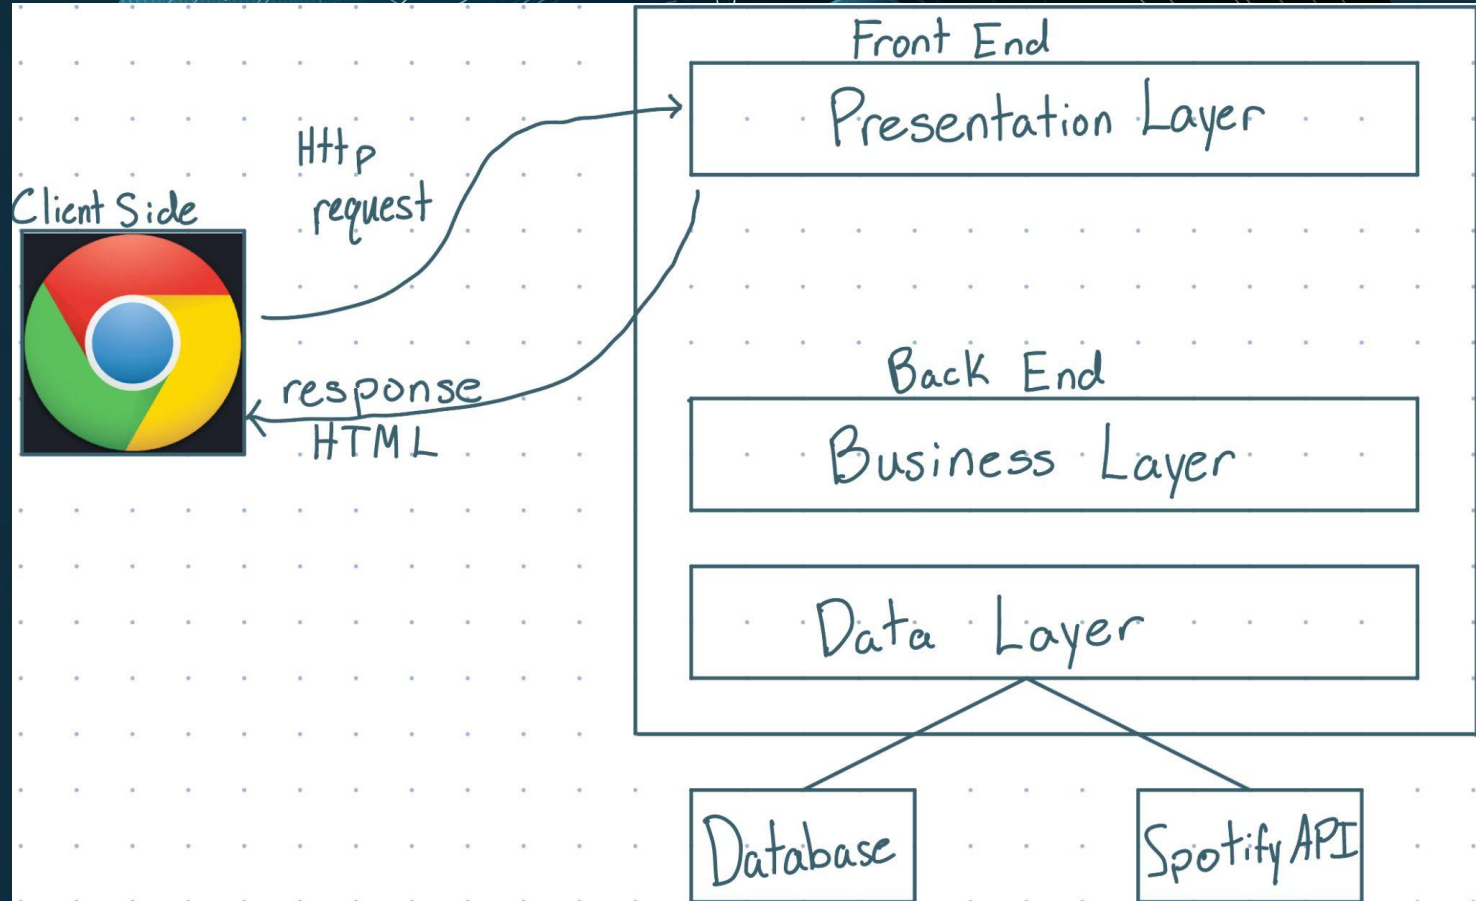 Front End
Presentation Layer
Http
request
Client Side
response
HTML
Back End
Business Layer
Data Layer
Database
Spotify API